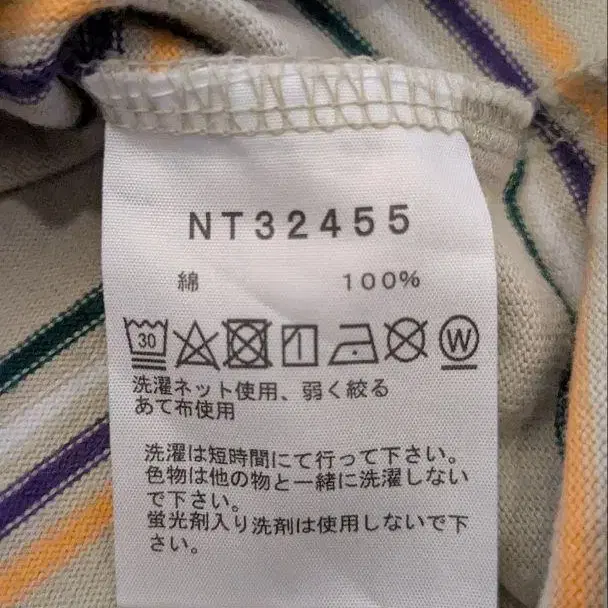 NT32455
綿 100%
30 W
洗濯ネット使用、弱く絞る
あて布使用
洗濯は短時間にて行って下さい。
色物は他の物と一緒に洗濯しない
で下さい。
蛍光剤入り洗剤は使用しないで下
さい。